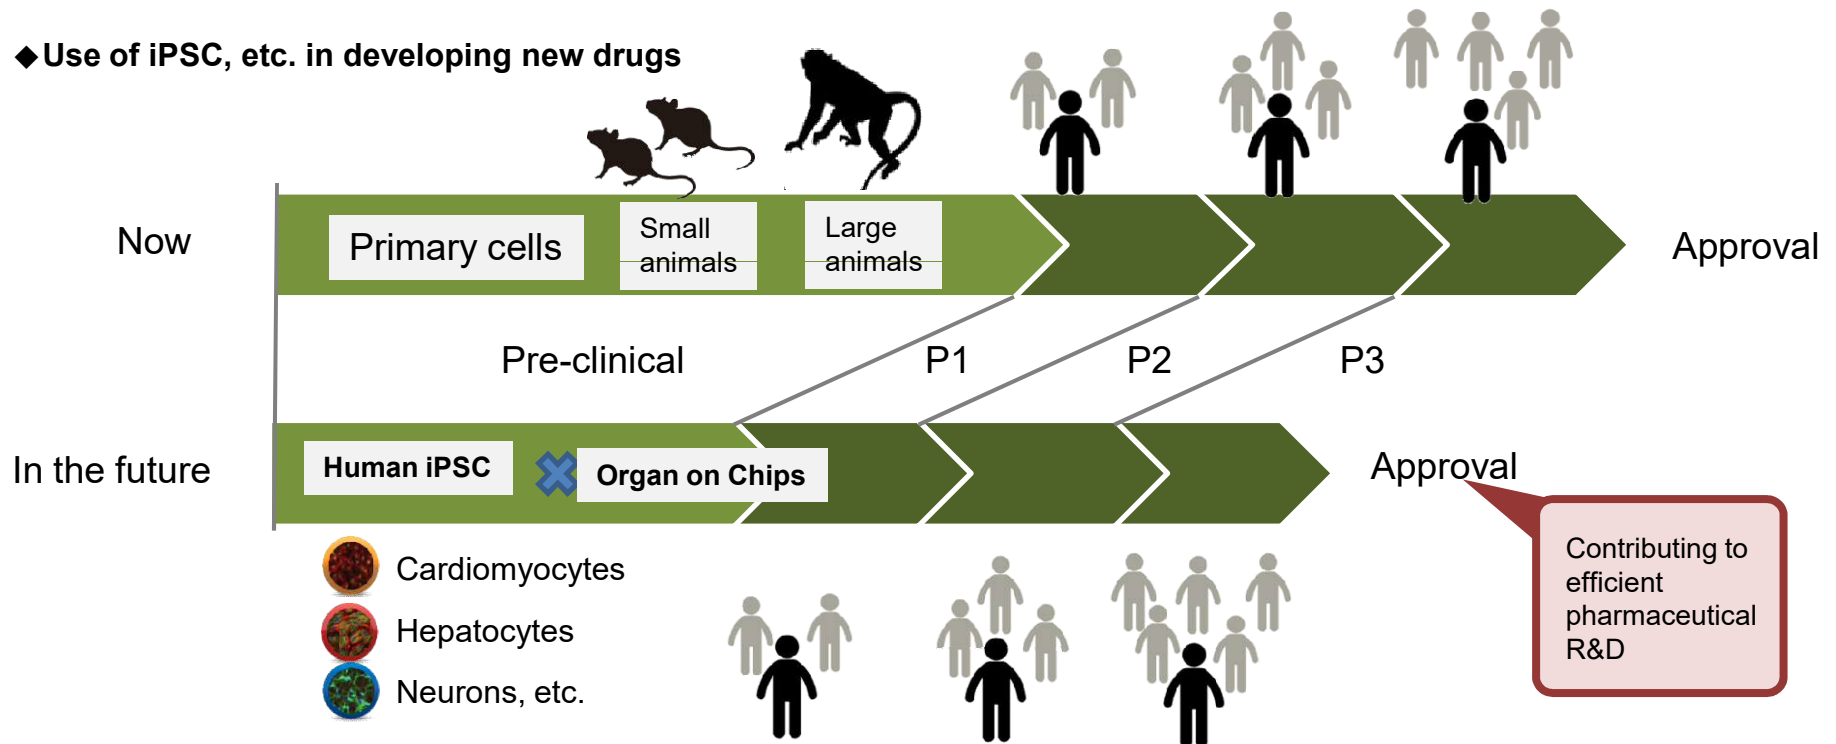 ◆Use of iPSC, etc. in developing new drugs
Now
Primary cells
Small
animals
Large
animals
Approval
Pre-clinical
P1
P2
P3
In the future
Human iPSC
Organ on Chips
Approval
Cardiomyocytes
Hepatocytes
Neurons, etc.
Contributing to
efficient
pharmaceutical
R&D